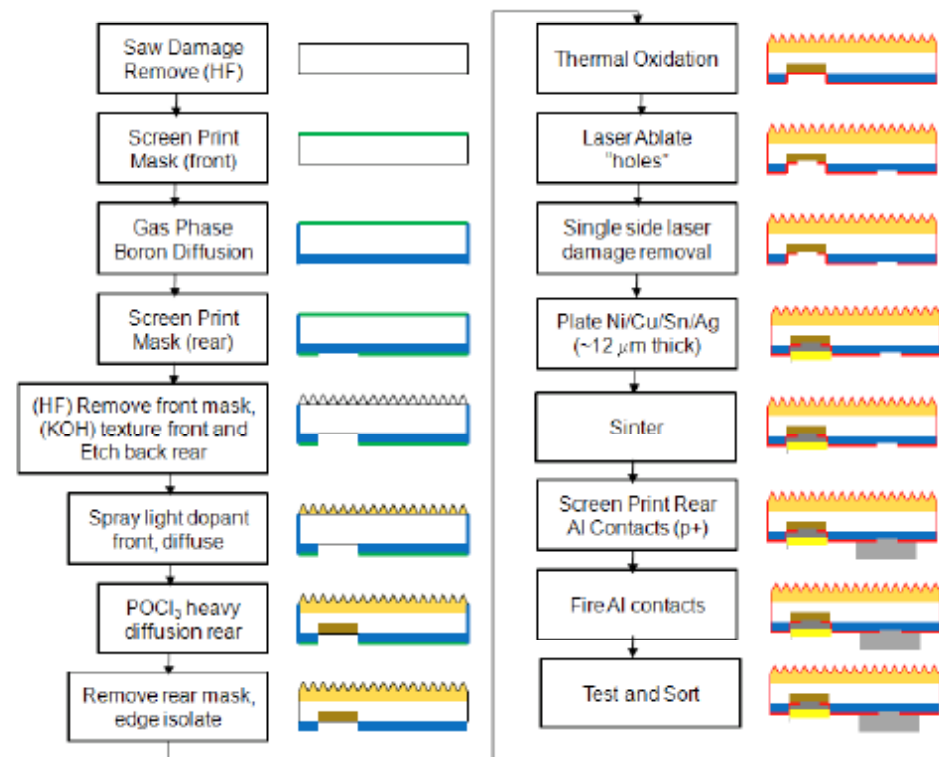 Saw Damage
Remove (HF)
Screen Print
Mask (front)
Gas Phase
Boron Diffusion
Screen Print
Mask (rear)
(HF) Remove front mask,
(KOH) texture front and
Etch back rear
Spray light dopant
front, diffuse
POCl₃ heavy
diffusion rear
Remove rear mask,
edge isolate
Thermal Oxidation
Laser Ablate
"holes"
Single side laser
damage removal
Plate Ni/Cu/Sn/Ag
(~12 μm thick)
Sinter
Screen Print Rear
Al Contacts (p+)
Fire Al contacts
Test and Sort